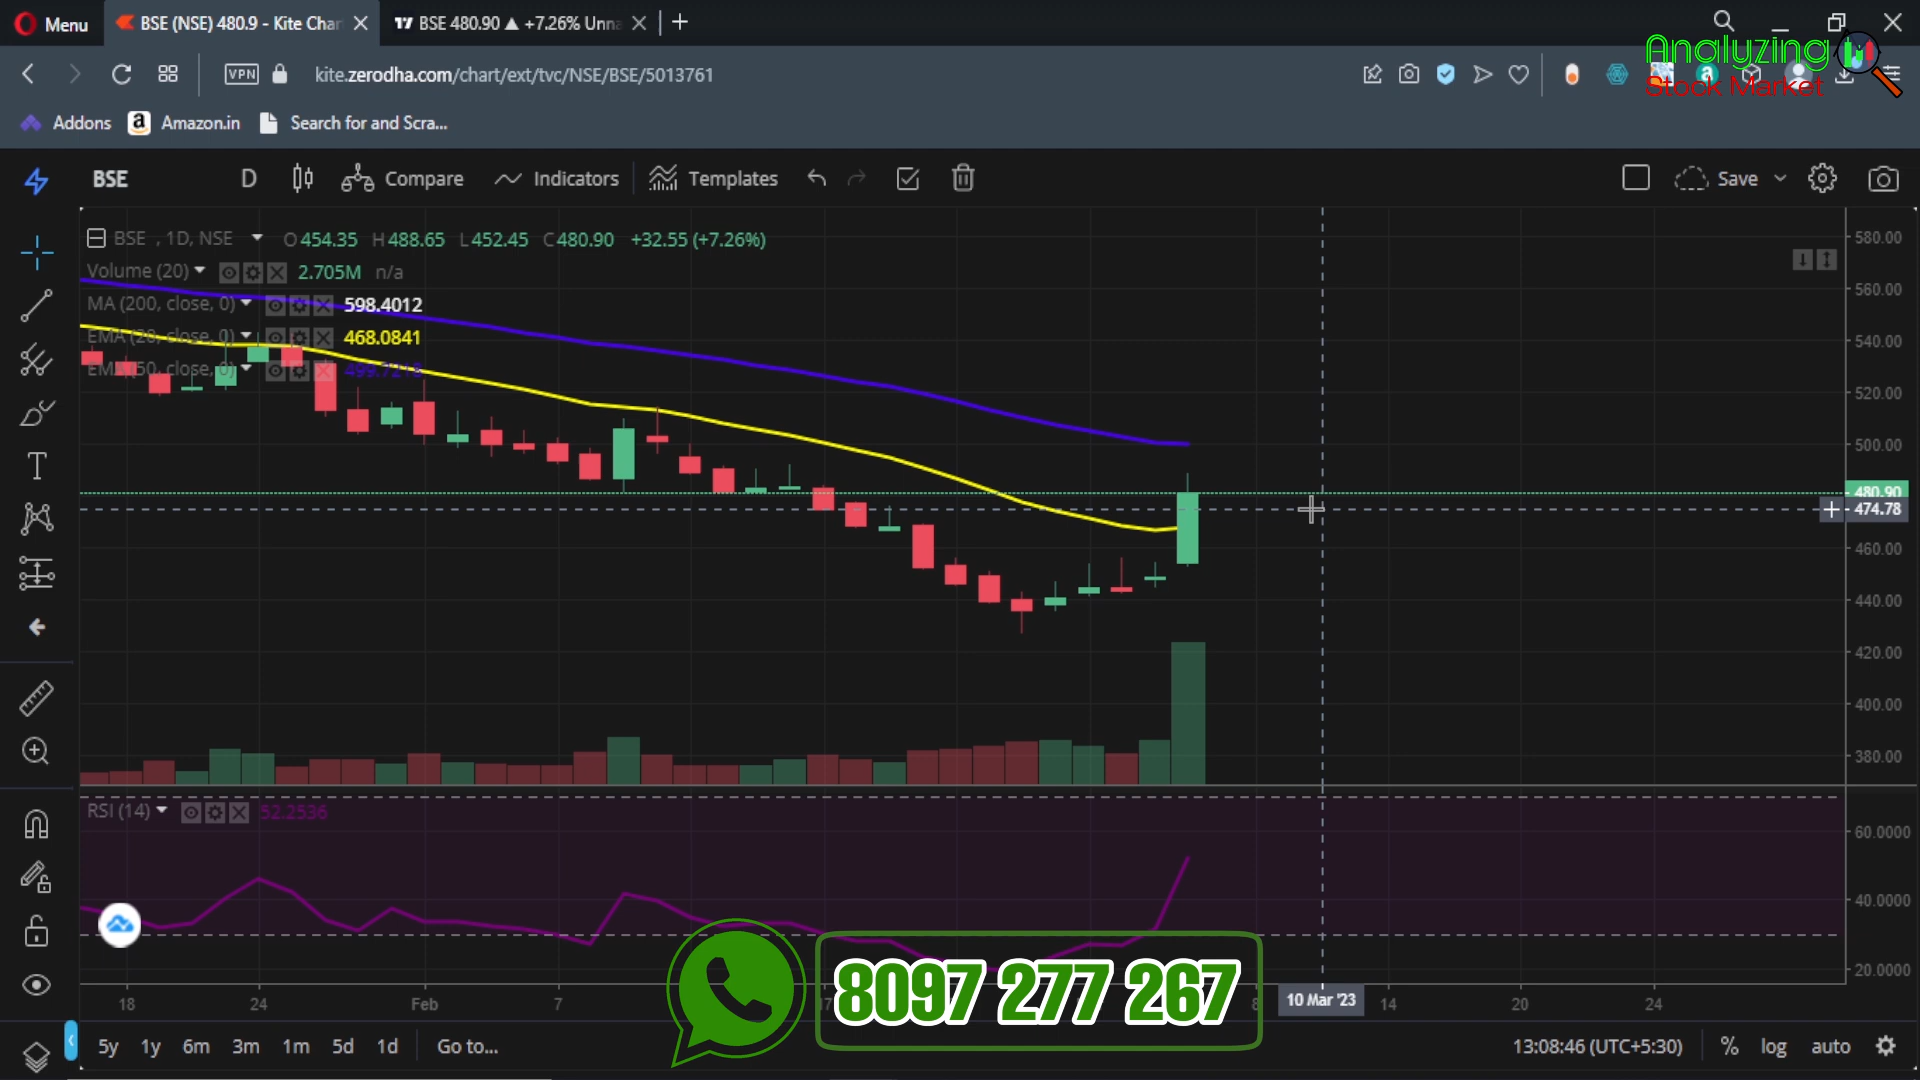 Menu
BSE (NSE) 480.9 - Kite Char
BSE 480.90 ▲ +7.26% Unna
Analyzing
Stock Market
VPN
kite.zerodha.com/chart/ext/tvc/NSE/BSE/5013761
Addons
Amazon.in
Search for and Scra...
BSE
D
Compare
Indicators
Templates
Save
BSE , 1D, NSE
O454.35 H488.65 L452.45 C480.90 +32.55 (+7.26%)
Volume (20) 2.705M n/a
MA (200, close, 0) 598.4012
EMA (20, close, 0) 468.0841
EMA (50, close, 0)
580.00
560.00
540.00
520.00
500.00
480.90
474.78
460.00
440.00
420.00
400.00
380.00
RSI (14) 52.2536
60.0000
40.0000
20.0000
18 24 Feb 7 17 8 10 Mar '23 14 20 24
8097 277 267
5y 1y 6m 3m 1m 5d 1d Go to...
13:08:46 (UTC+5:30) % log auto